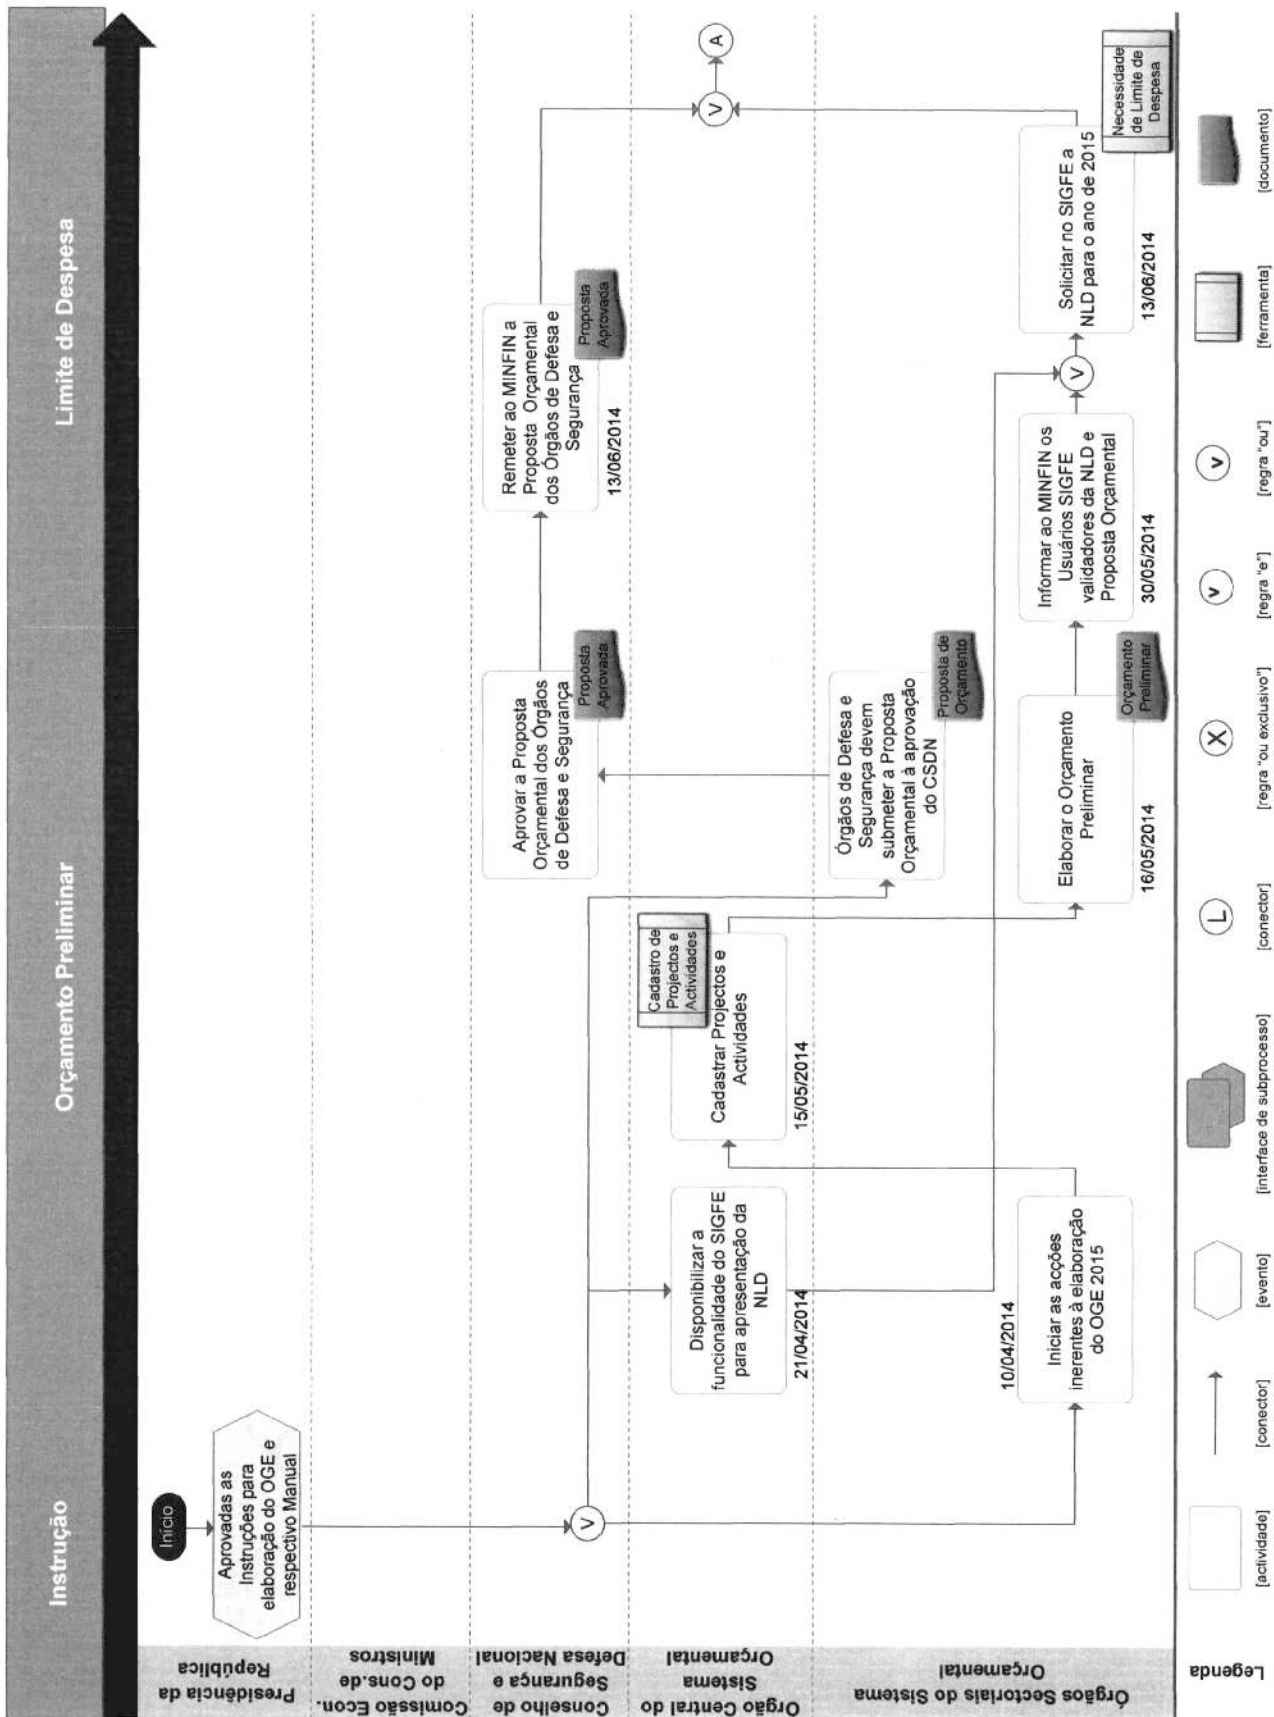 Instrução
Orçamento Preliminar
Limite de Despesa
Presidência da
República
Comissão Econ.
do Cons.de
Ministros
Conselho de
Segurança e
Defesa Nacional
Orgão Central do
Sistema
Orçamental
Órgãos Sectoriais do Sistema
Orçamental
Início
Aprovadas as
Instruções para
elaboração do OGE e
respectivo Manual
V
Disponibilizar a
funcionalidade do SIGFE
para apresentação da
NLD
21/04/2014
10/04/2014
Iniciar as acções
inerentes à elaboração
do OGE 2015
Cadastro de
Projectos e
Actividades
Cadastrar Projectos e
Actividades
15/05/2014
Aprovar a Proposta
Orçamental dos Órgãos
de Defesa e Segurança
Proposta
Aprovada
Órgãos de Defesa e
Segurança devem
submeter a Proposta
Orçamental à aprovação
do CSDN
Proposta de
Orçamento
Elaborar o Orçamento
Preliminar
Orçamento
Preliminar
16/05/2014
Remeter ao MINFIN a
Proposta Orçamental
dos Órgãos de Defesa e
Segurança
Proposta
Aprovada
13/06/2014
Informar ao MINFIN os
Usuários SIGFE
validadores da NLD e
Proposta Orçamental
30/05/2014
V
Solicitar no SIGFE a
NLD para o ano de 2015
Necessidade
de Limite de
Despesa
13/06/2014
V
A
Legenda
[actividade]
[conector]
[evento]
[interface de subprocesso]
L
[conector]
X
[regra "ou exclusivo"]
v
[regra "e"]
v
[regra "ou"]
[ferramenta]
[documento]